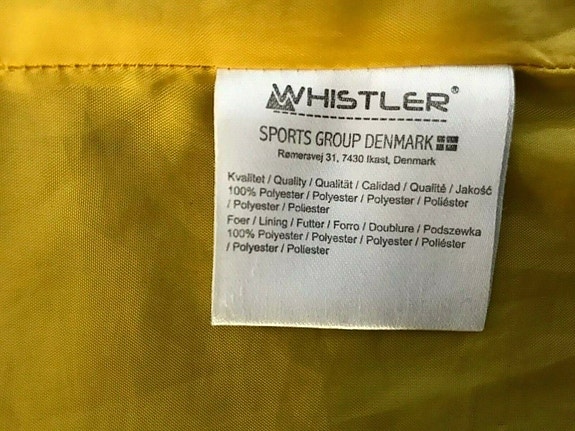 WHISTLER®
SPORTS GROUP DENMARK
Rømersvej 31, 7430 Ikast, Denmark
Kvalitet / Quality / Qualität / Calidad / Qualité / Jakość
100% Polyester / Polyester / Polyester / Poliéster
/ Polyester / Poliester
Foer / Lining / Futter / Forro / Doublure / Podszewka
100% Polyester / Polyester / Polyester / Poliéster
/ Polyester / Poliester